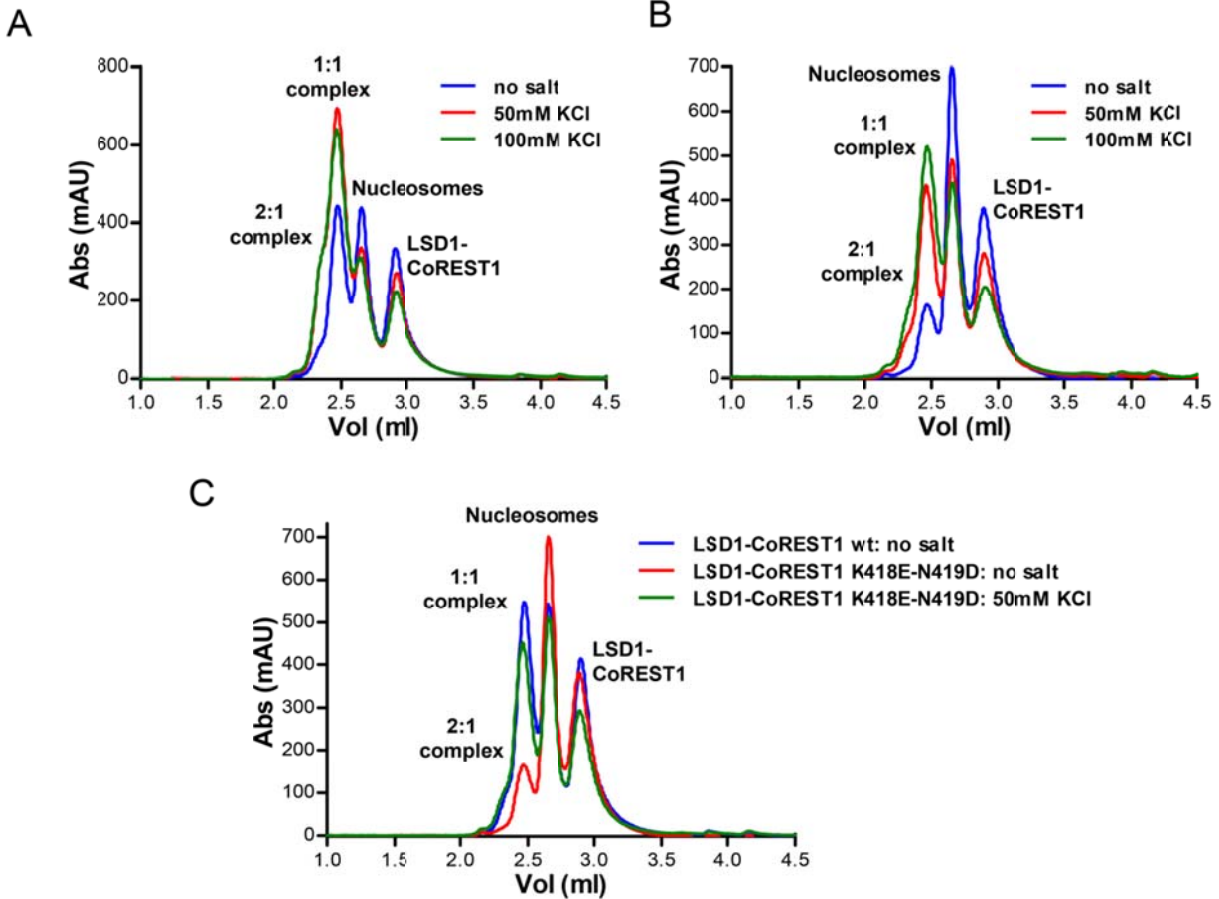 A
1:1
complex
2:1
complex
Nucleosomes
LSD1-
CoREST1
no salt
50mM KCl
100mM KCl
Abs (mAU)
800
600
400
200
0
1.0 1.5 2.0 2.5 3.0 3.5 4.0 4.5
Vol (ml)
B
Nucleosomes
1:1
complex
2:1
complex
LSD1-
CoREST1
no salt
50mM KCl
100mM KCl
Abs (mAU)
700
600
500
400
300
200
100
0
1.0 1.5 2.0 2.5 3.0 3.5 4.0 4.5
Vol (ml)
C
Nucleosomes
1:1
complex
2:1
complex
LSD1-
CoREST1
LSD1-CoREST1 wt: no salt
LSD1-CoREST1 K418E-N419D: no salt
LSD1-CoREST1 K418E-N419D: 50mM KCl
Abs (mAU)
700
600
500
400
300
200
100
0
1.0 1.5 2.0 2.5 3.0 3.5 4.0 4.5
Vol (ml)